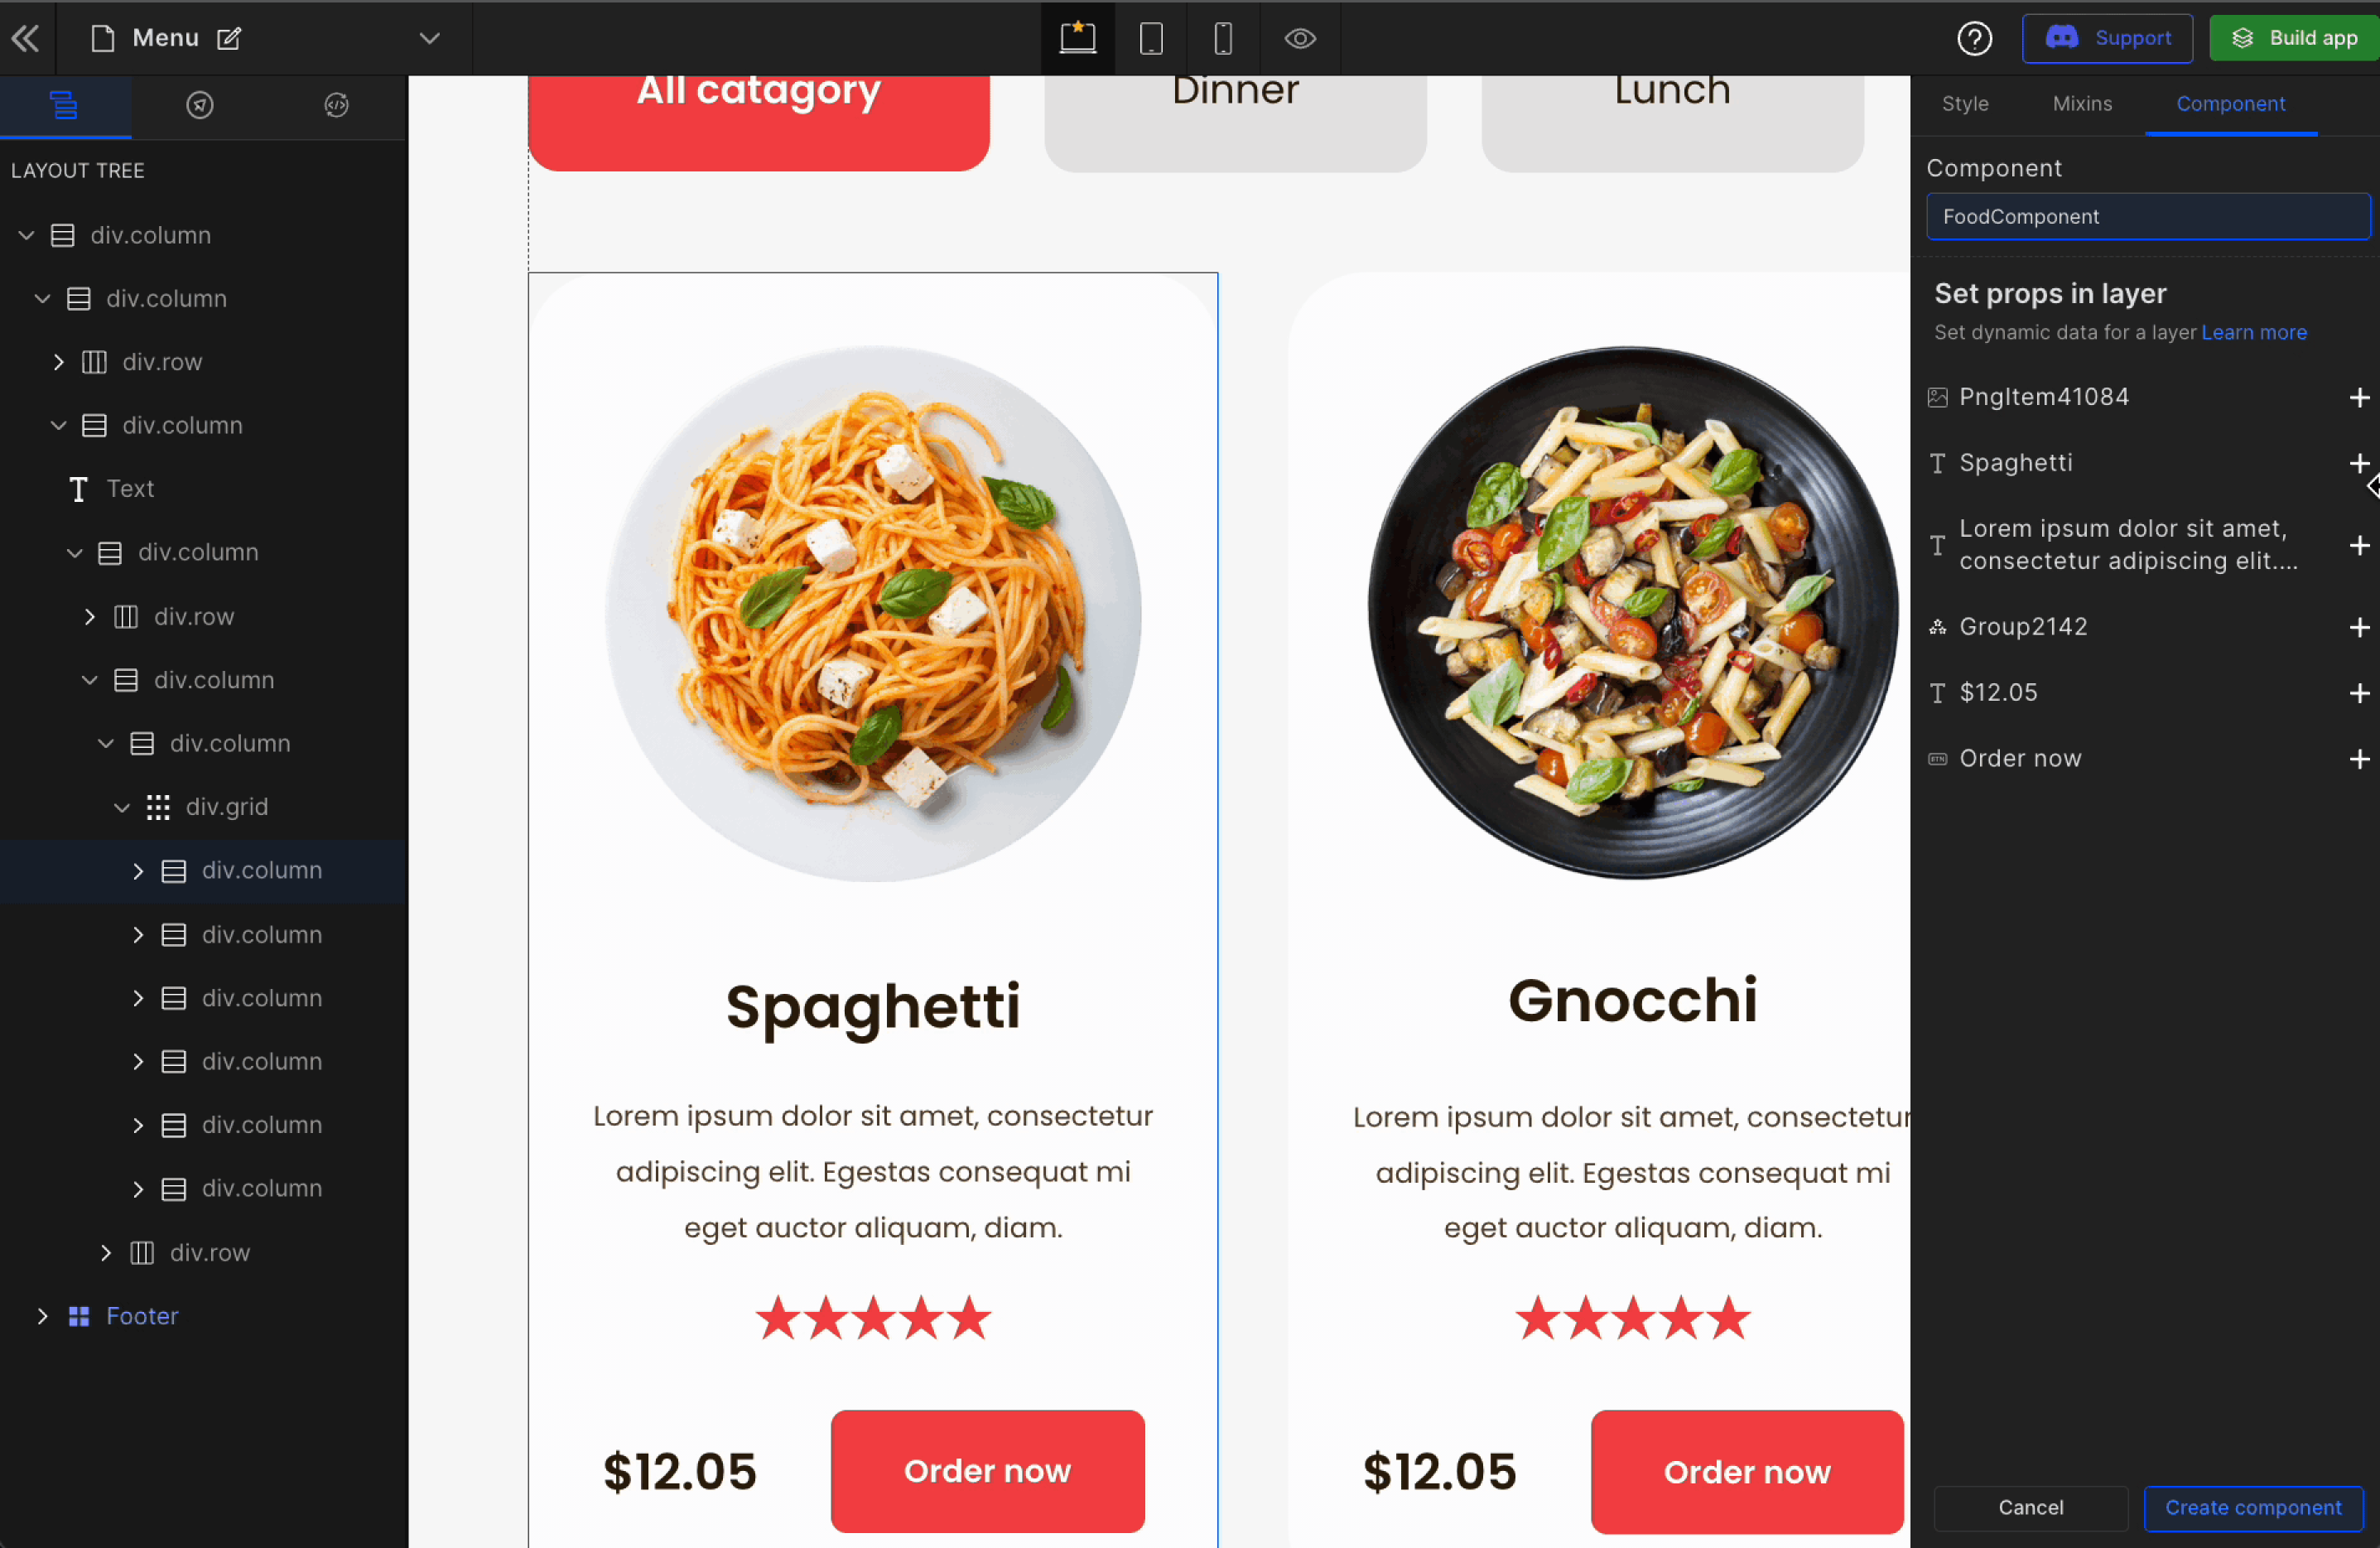 Menu
Support
Build app
LAYOUT TREE
div.column
div.column
div.row
div.column
Text
div.column
div.row
div.column
div.column
div.grid
div.column
div.column
div.column
div.column
div.column
div.column
div.row
Footer
All catagory
Dinner
Lunch
Spaghetti
Lorem ipsum dolor sit amet, consectetur
adipiscing elit. Egestas consequat mi
eget auctor aliquam, diam.
$12.05
Order now
Gnocchi
Lorem ipsum dolor sit amet, consectetur
adipiscing elit. Egestas consequat mi
eget auctor aliquam, diam.
$12.05
Order now
Style
Mixins
Component
Component
FoodComponent
Set props in layer
Set dynamic data for a layer Learn more
PngItem41084
Spaghetti
Lorem ipsum dolor sit amet,
consectetur adipiscing elit....
Group2142
$12.05
BTN
Order now
Cancel
Create component